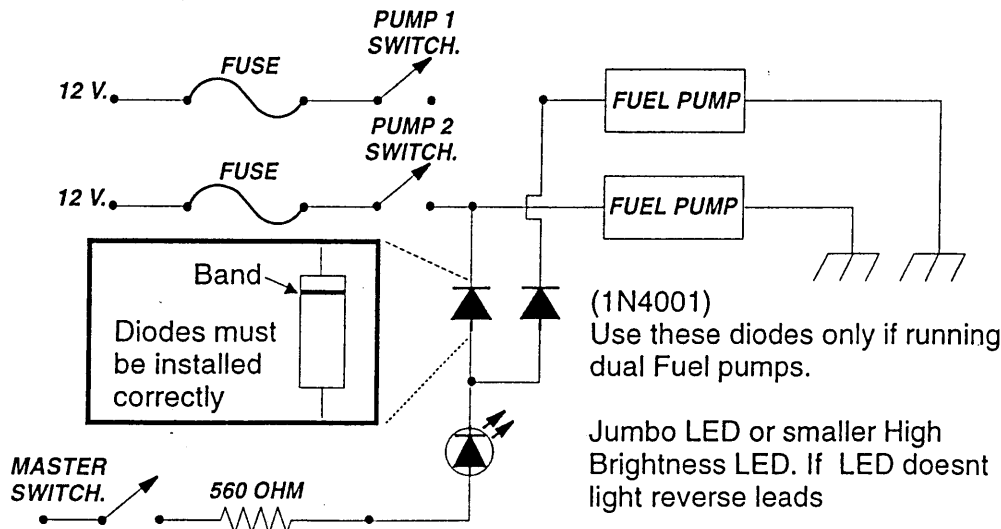 PUMP 1
SWITCH.
FUSE
12 V.
FUEL PUMP
PUMP 2
SWITCH.
FUSE
12 V.
FUEL PUMP
Band
Diodes must
be installed
correctly
(1N4001)
Use these diodes only if running
dual Fuel pumps.
Jumbo LED or smaller High
Brightness LED. If LED doesnt
light reverse leads
MASTER
SWITCH.
560 OHM